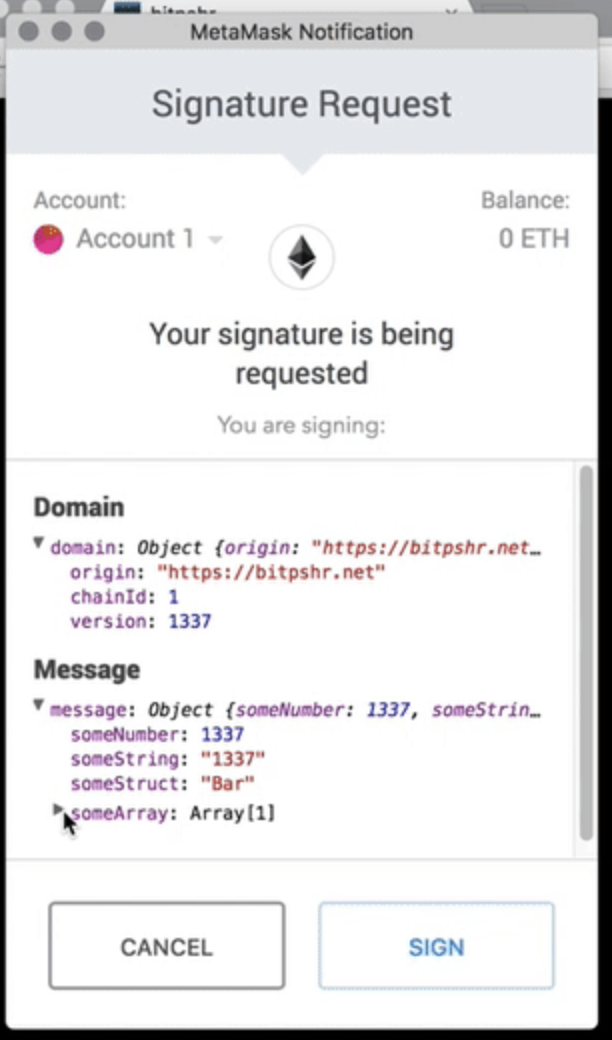 MetaMask Notification
Signature Request
Account:
Balance:
Account 1
0 ETH
Your signature is being
requested
You are signing:
Domain
domain: Object {origin: "https://bitpshr.net…
origin: "https://bitpshr.net"
chainId: 1
version: 1337
Message
message: Object {someNumber: 1337, someStrin…
someNumber: 1337
someString: "1337"
someStruct: "Bar"
someArray: Array[1]
CANCEL
SIGN